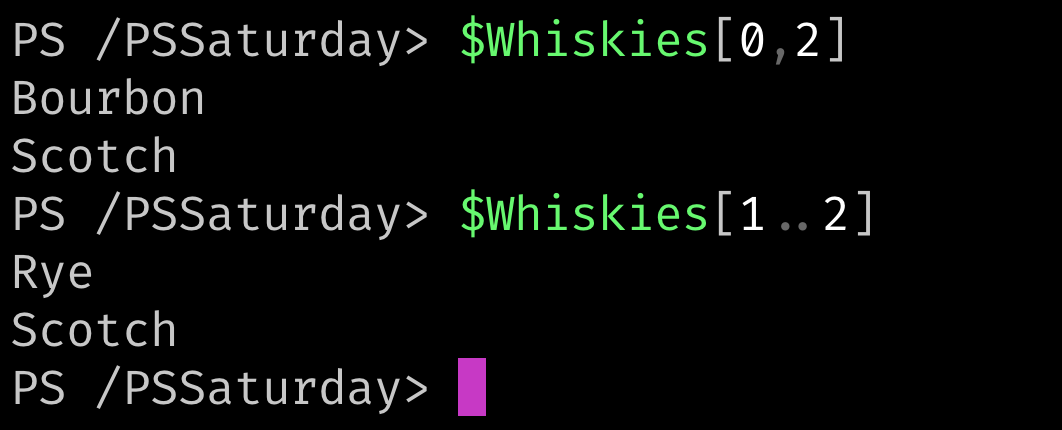 PS /PSSaturday> $Whiskies[0,2]
Bourbon
Scotch
PS /PSSaturday> $Whiskies[1..2]
Rye
Scotch
PS /PSSaturday>